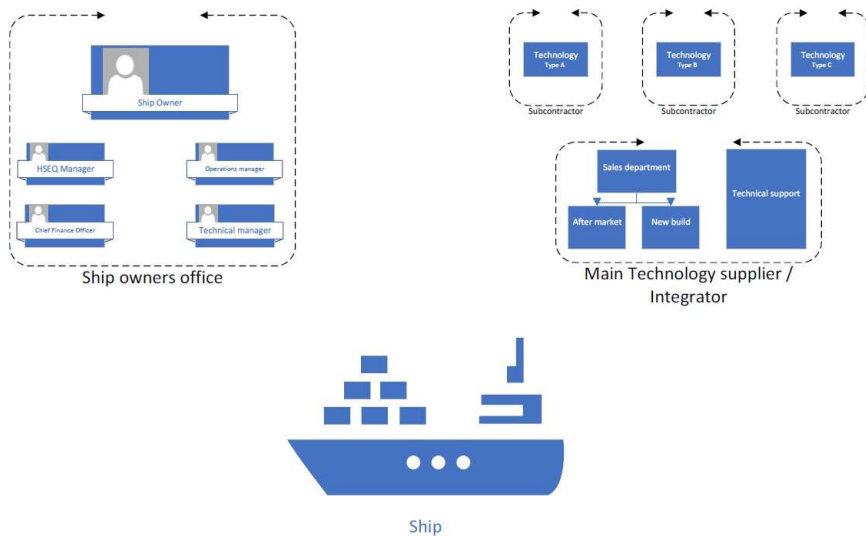 Ship Owner
HSEQ Manager
Operations manager
Chief Finance Officer
Technical manager
Ship owners office
Technology
Type A
Subcontractor
Technology
Type B
Subcontractor
Technology
Type C
Subcontractor
Sales department
After market
New build
Technical support
Main Technology supplier /
Integrator
Ship